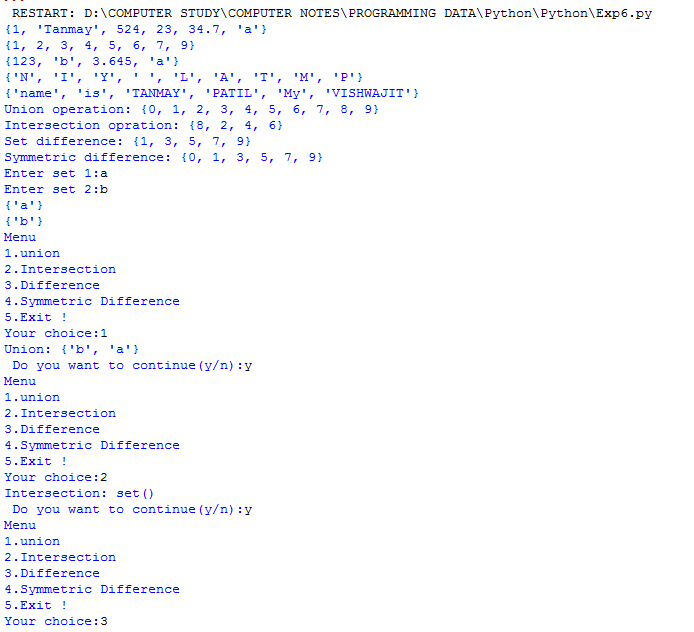 RESTART: D:\COMPUTER STUDY\COMPUTER NOTES\PROGRAMMING DATA\Python\Python\Exp6.py
{1, 'Tanmay', 524, 23, 34.7, 'a'}
{1, 2, 3, 4, 5, 6, 7, 9}
{123, 'b', 3.645, 'a'}
{'N', 'I', 'Y', ' ', 'L', 'A', 'T', 'M', 'P'}
{'name', 'is', 'TANMAY', 'PATIL', 'My', 'VISHWAJIT'}
Union operation: {0, 1, 2, 3, 4, 5, 6, 7, 8, 9}
Intersection opration: {8, 2, 4, 6}
Set difference: {1, 3, 5, 7, 9}
Symmetric difference: {0, 1, 3, 5, 7, 9}
Enter set 1:a
Enter set 2:b
{'a'}
{'b'}
Menu
1.union
2.Intersection
3.Difference
4.Symmetric Difference
5.Exit !
Your choice:1
Union: {'b', 'a'}
Do you want to continue(y/n):y
Menu
1.union
2.Intersection
3.Difference
4.Symmetric Difference
5.Exit !
Your choice:2
Intersection: set()
Do you want to continue(y/n):y
Menu
1.union
2.Intersection
3.Difference
4.Symmetric Difference
5.Exit !
Your choice:3